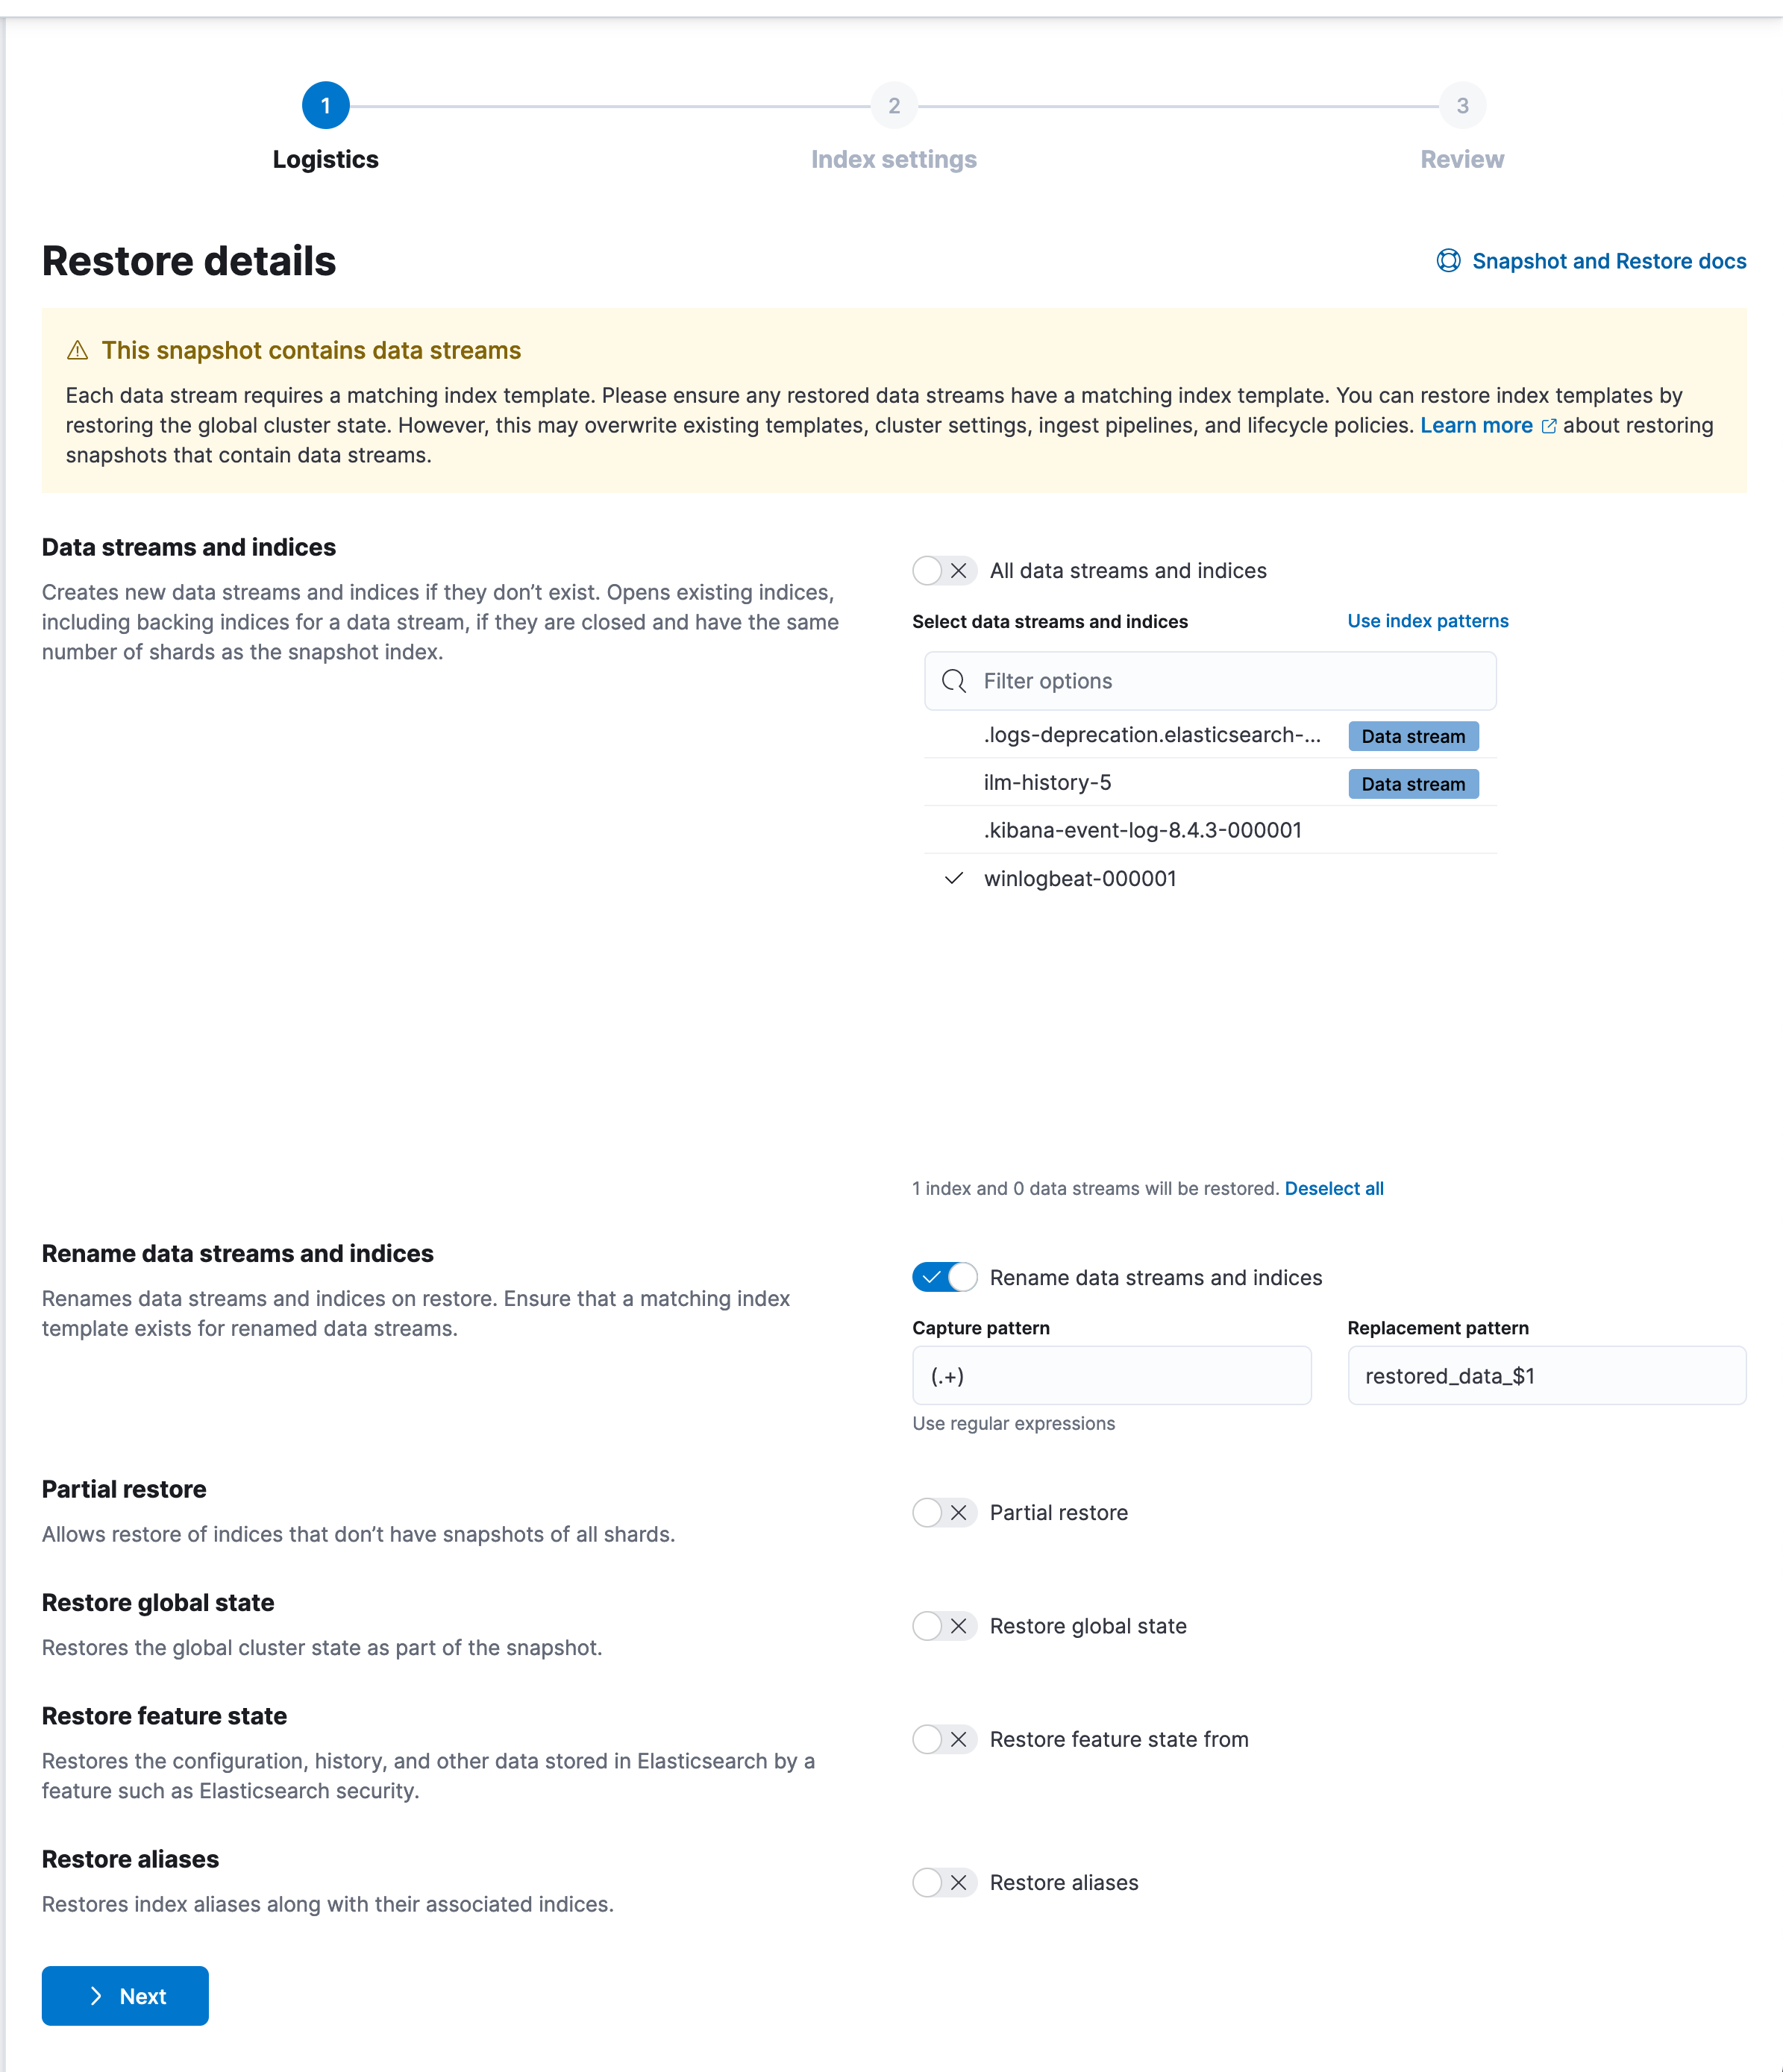 1
2
3
Logistics
Index settings
Review
Restore details
Snapshot and Restore docs
This snapshot contains data streams
Each data stream requires a matching index template. Please ensure any restored data streams have a matching index template. You can restore index templates by
restoring the global cluster state. However, this may overwrite existing templates, cluster settings, ingest pipelines, and lifecycle policies. Learn more about restoring
snapshots that contain data streams.
Data streams and indices
Creates new data streams and indices if they don’t exist. Opens existing indices,
including backing indices for a data stream, if they are closed and have the same
number of shards as the snapshot index.
All data streams and indices
Select data streams and indices
Use index patterns
Filter options
.logs-deprecation.elasticsearch-...
Data stream
ilm-history-5
Data stream
.kibana-event-log-8.4.3-000001
winlogbeat-000001
1 index and 0 data streams will be restored. Deselect all
Rename data streams and indices
Renames data streams and indices on restore. Ensure that a matching index
template exists for renamed data streams.
Rename data streams and indices
Capture pattern
Replacement pattern
(.+)
restored_data_$1
Use regular expressions
Partial restore
Allows restore of indices that don’t have snapshots of all shards.
Partial restore
Restore global state
Restores the global cluster state as part of the snapshot.
Restore global state
Restore feature state
Restores the configuration, history, and other data stored in Elasticsearch by a
feature such as Elasticsearch security.
Restore feature state from
Restore aliases
Restores index aliases along with their associated indices.
Restore aliases
Next